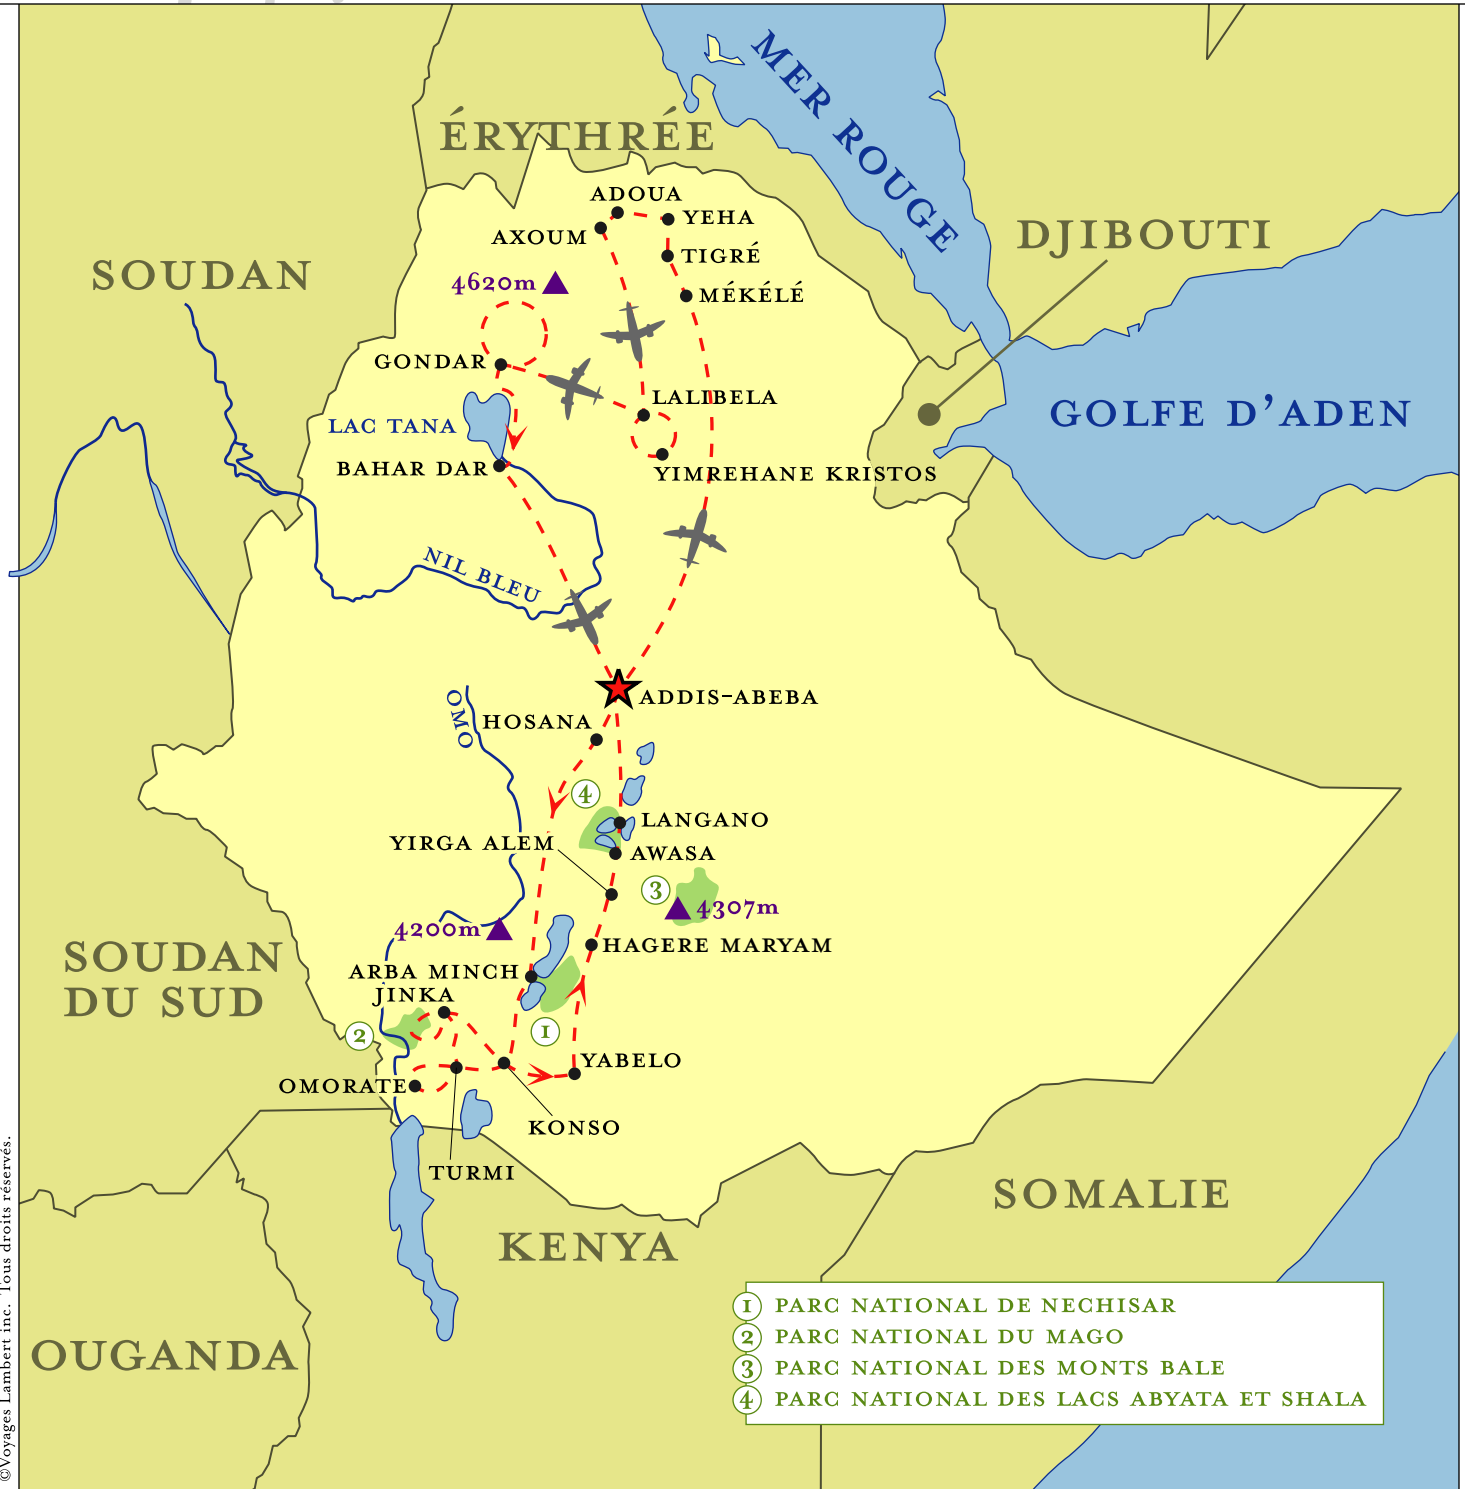 MER ROUGE
ÉRYTHRÉE
ADOUA
YEHA
AXOUM
DJIBOUTI
TIGRÉ
SOUDAN
4620m
MÉKÉLÉ
GONDAR
LALIBELA
GOLFE D'ADEN
LAC TANA
BAHAR DAR
YIMREHANE KRISTOS
NIL BLEU
ADDIS-ABEBA
OMO
HOSANA
4
LANGANO
YIRGA ALEM
AWASA
3
4307m
4200m
HAGERE MARYAM
SOUDAN
DU SUD
ARBA MINCH
JINKA
2
1
YABELO
OMORATE
KONSO
TURMI
SOMALIE
KENYA
OUGANDA
1 PARC NATIONAL DE NECHISAR
2 PARC NATIONAL DU MAGO
3 PARC NATIONAL DES MONTS BALE
4 PARC NATIONAL DES LACS ABYATA ET SHALA
©Voyages Lambert inc. Tous droits réservés.